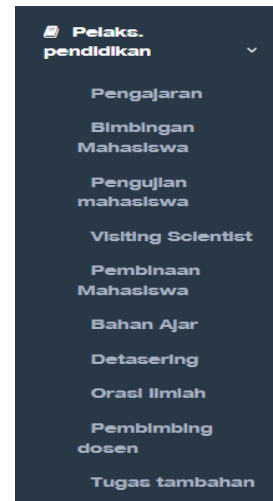 Pelaks.
pendidikan
Pengajaran
Bimbingan
Mahasiswa
Pengujian
mahasiswa
Visiting Scientist
Pembinaan
Mahasiswa
Bahan Ajar
Detasering
Orasi Ilmiah
Pembimbing
dosen
Tugas tambahan